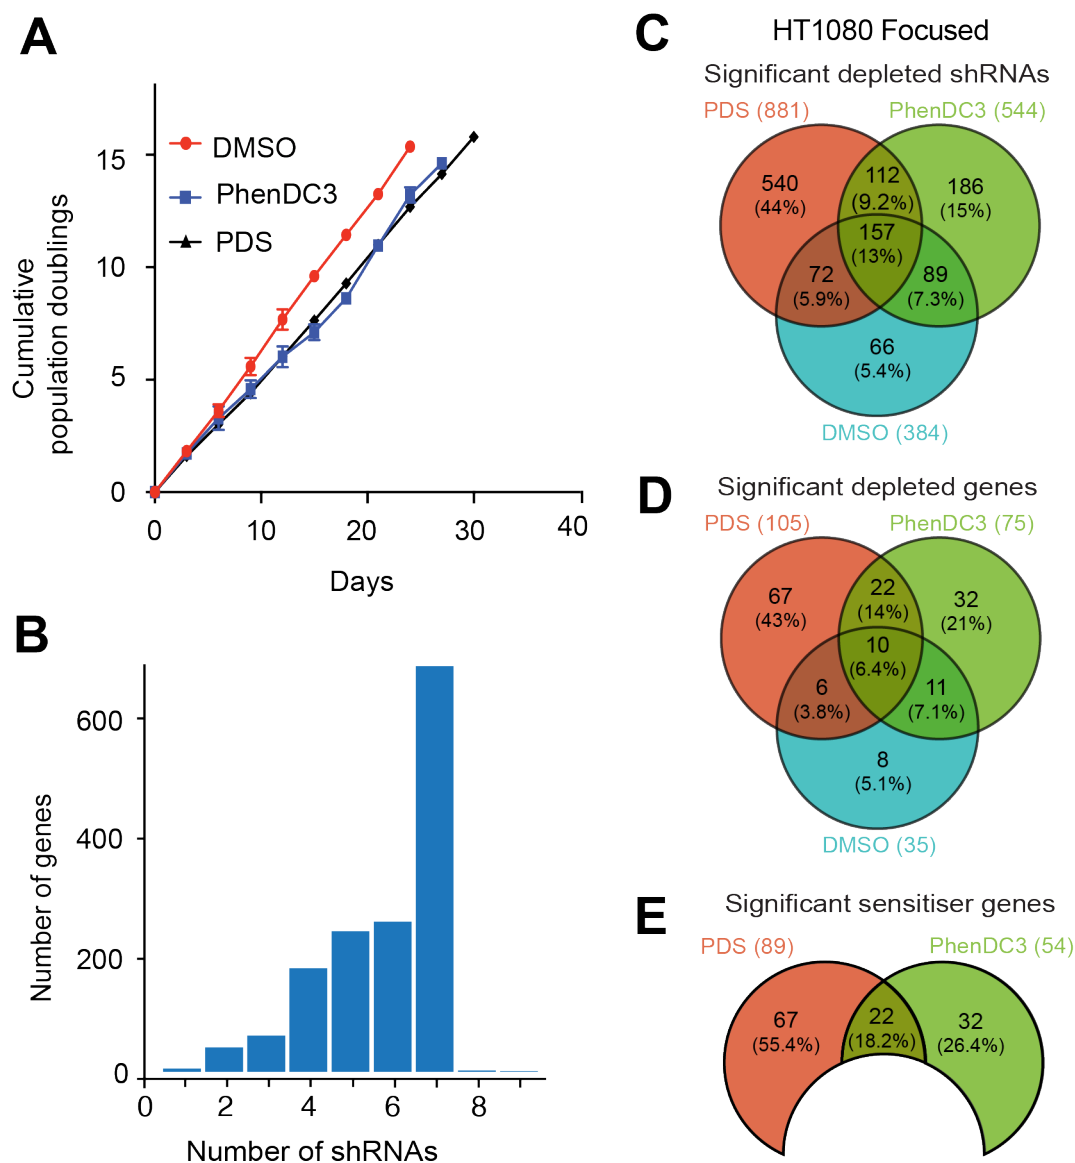 A
DMSO
PhenDC3
PDS
15
10
5
0
0 10 20 30 40
Cumulative
population doublings
Days
B
600
400
200
0
0 2 4 6 8
Number of genes
Number of shRNAs
C
HT1080 Focused
Significant depleted shRNAs
PDS (881) PhenDC3 (544)
540
(44%)
112
(9.2%)
186
(15%)
157
(13%)
72
(5.9%)
89
(7.3%)
66
(5.4%)
DMSO (384)
D
Significant depleted genes
PDS (105) PhenDC3 (75)
67
(43%)
22
(14%)
32
(21%)
10
(6.4%)
6
(3.8%)
11
(7.1%)
8
(5.1%)
DMSO (35)
E
Significant sensitiser genes
PDS (89) PhenDC3 (54)
67
(55.4%)
22
(18.2%)
32
(26.4%)